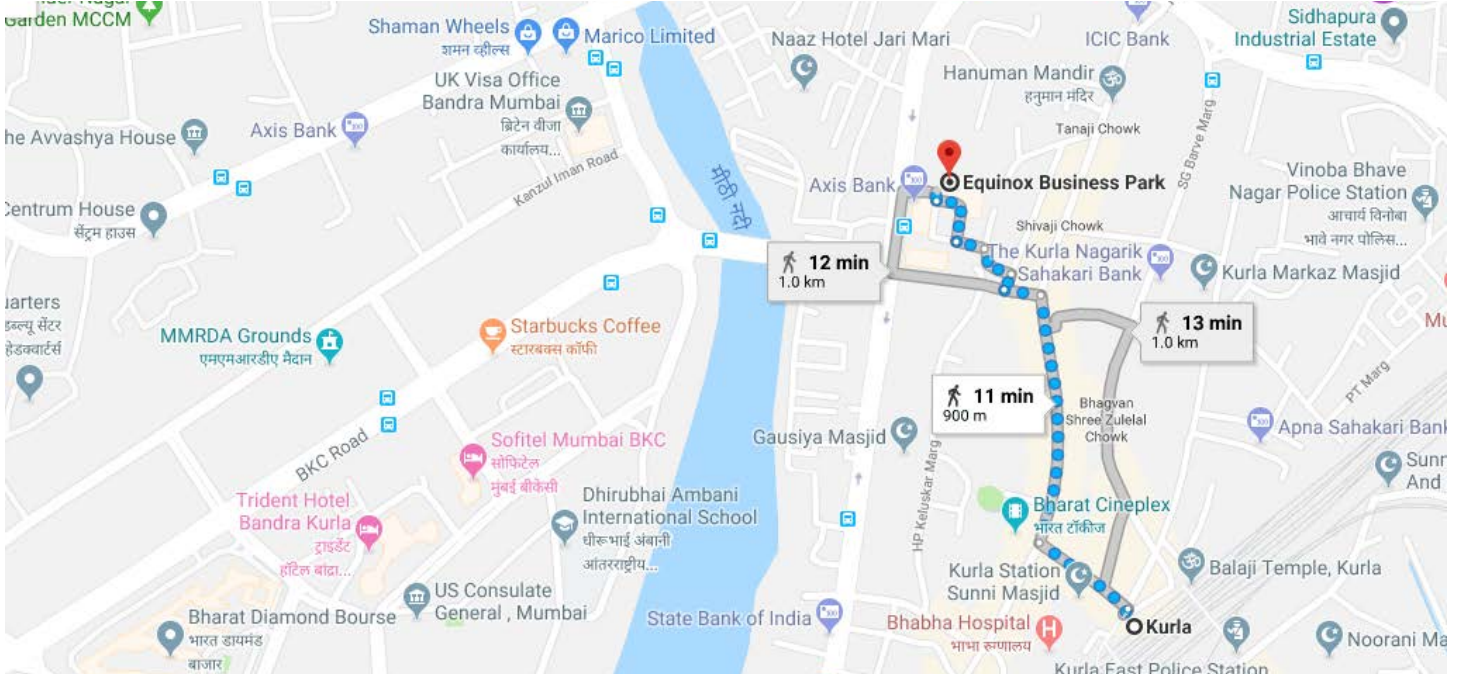 Garden MCCM
Shaman Wheels
शमन व्हील्स
Marico Limited
Naaz Hotel Jari Mari
ICIC Bank
Sidhapura
Industrial Estate
UK Visa Office
Bandra Mumbai
ब्रिटेन वीजा
कार्यालय...
Hanuman Mandir
हनुमान मंदिर
Avvashya House
Axis Bank
Kanzul Iman Road
मीठी नदी
Tanaji Chowk
SG Barve Marg
Axis Bank
Equinox Business Park
Vinoba Bhave
Nagar Police Station
आचार्य विनोबा
भावे नगर पोलिस...
Centrum House
सेंट्रम हाउस
Shivaji Chowk
The Kurla Nagarik
Sahakari Bank
Kurla Markaz Masjid
12 min
1.0 km
13 min
1.0 km
MMRDA Grounds
एमएमआरडीए मैदान
Starbucks Coffee
स्टारबक्स कॉफी
11 min
900 m
PT Marg
Bhagvan
Shree Zulelal
Chowk
BKC Road
Sofitel Mumbai BKC
सोफिटेल
मुंबई बीकेसी
Gausiya Masjid
HP Keluskar Marg
Apna Sahakari Bank
And
Trident Hotel
Bandra Kurla
ट्राइडेंट
हॉटेल बांद्रा...
Dhirubhai Ambani
International School
धीरूभाई अंबानी
आंतरराष्ट्रीय...
Bharat Cineplex
भारत टॉकीज
US Consulate
General , Mumbai
Kurla Station
Sunni Masjid
Balaji Temple, Kurla
Bharat Diamond Bourse
भारत डायमंड
बाजार
State Bank of India
Bhabha Hospital
भाभा रुग्णालय
Kurla
Noorani
Kurla East Police Station